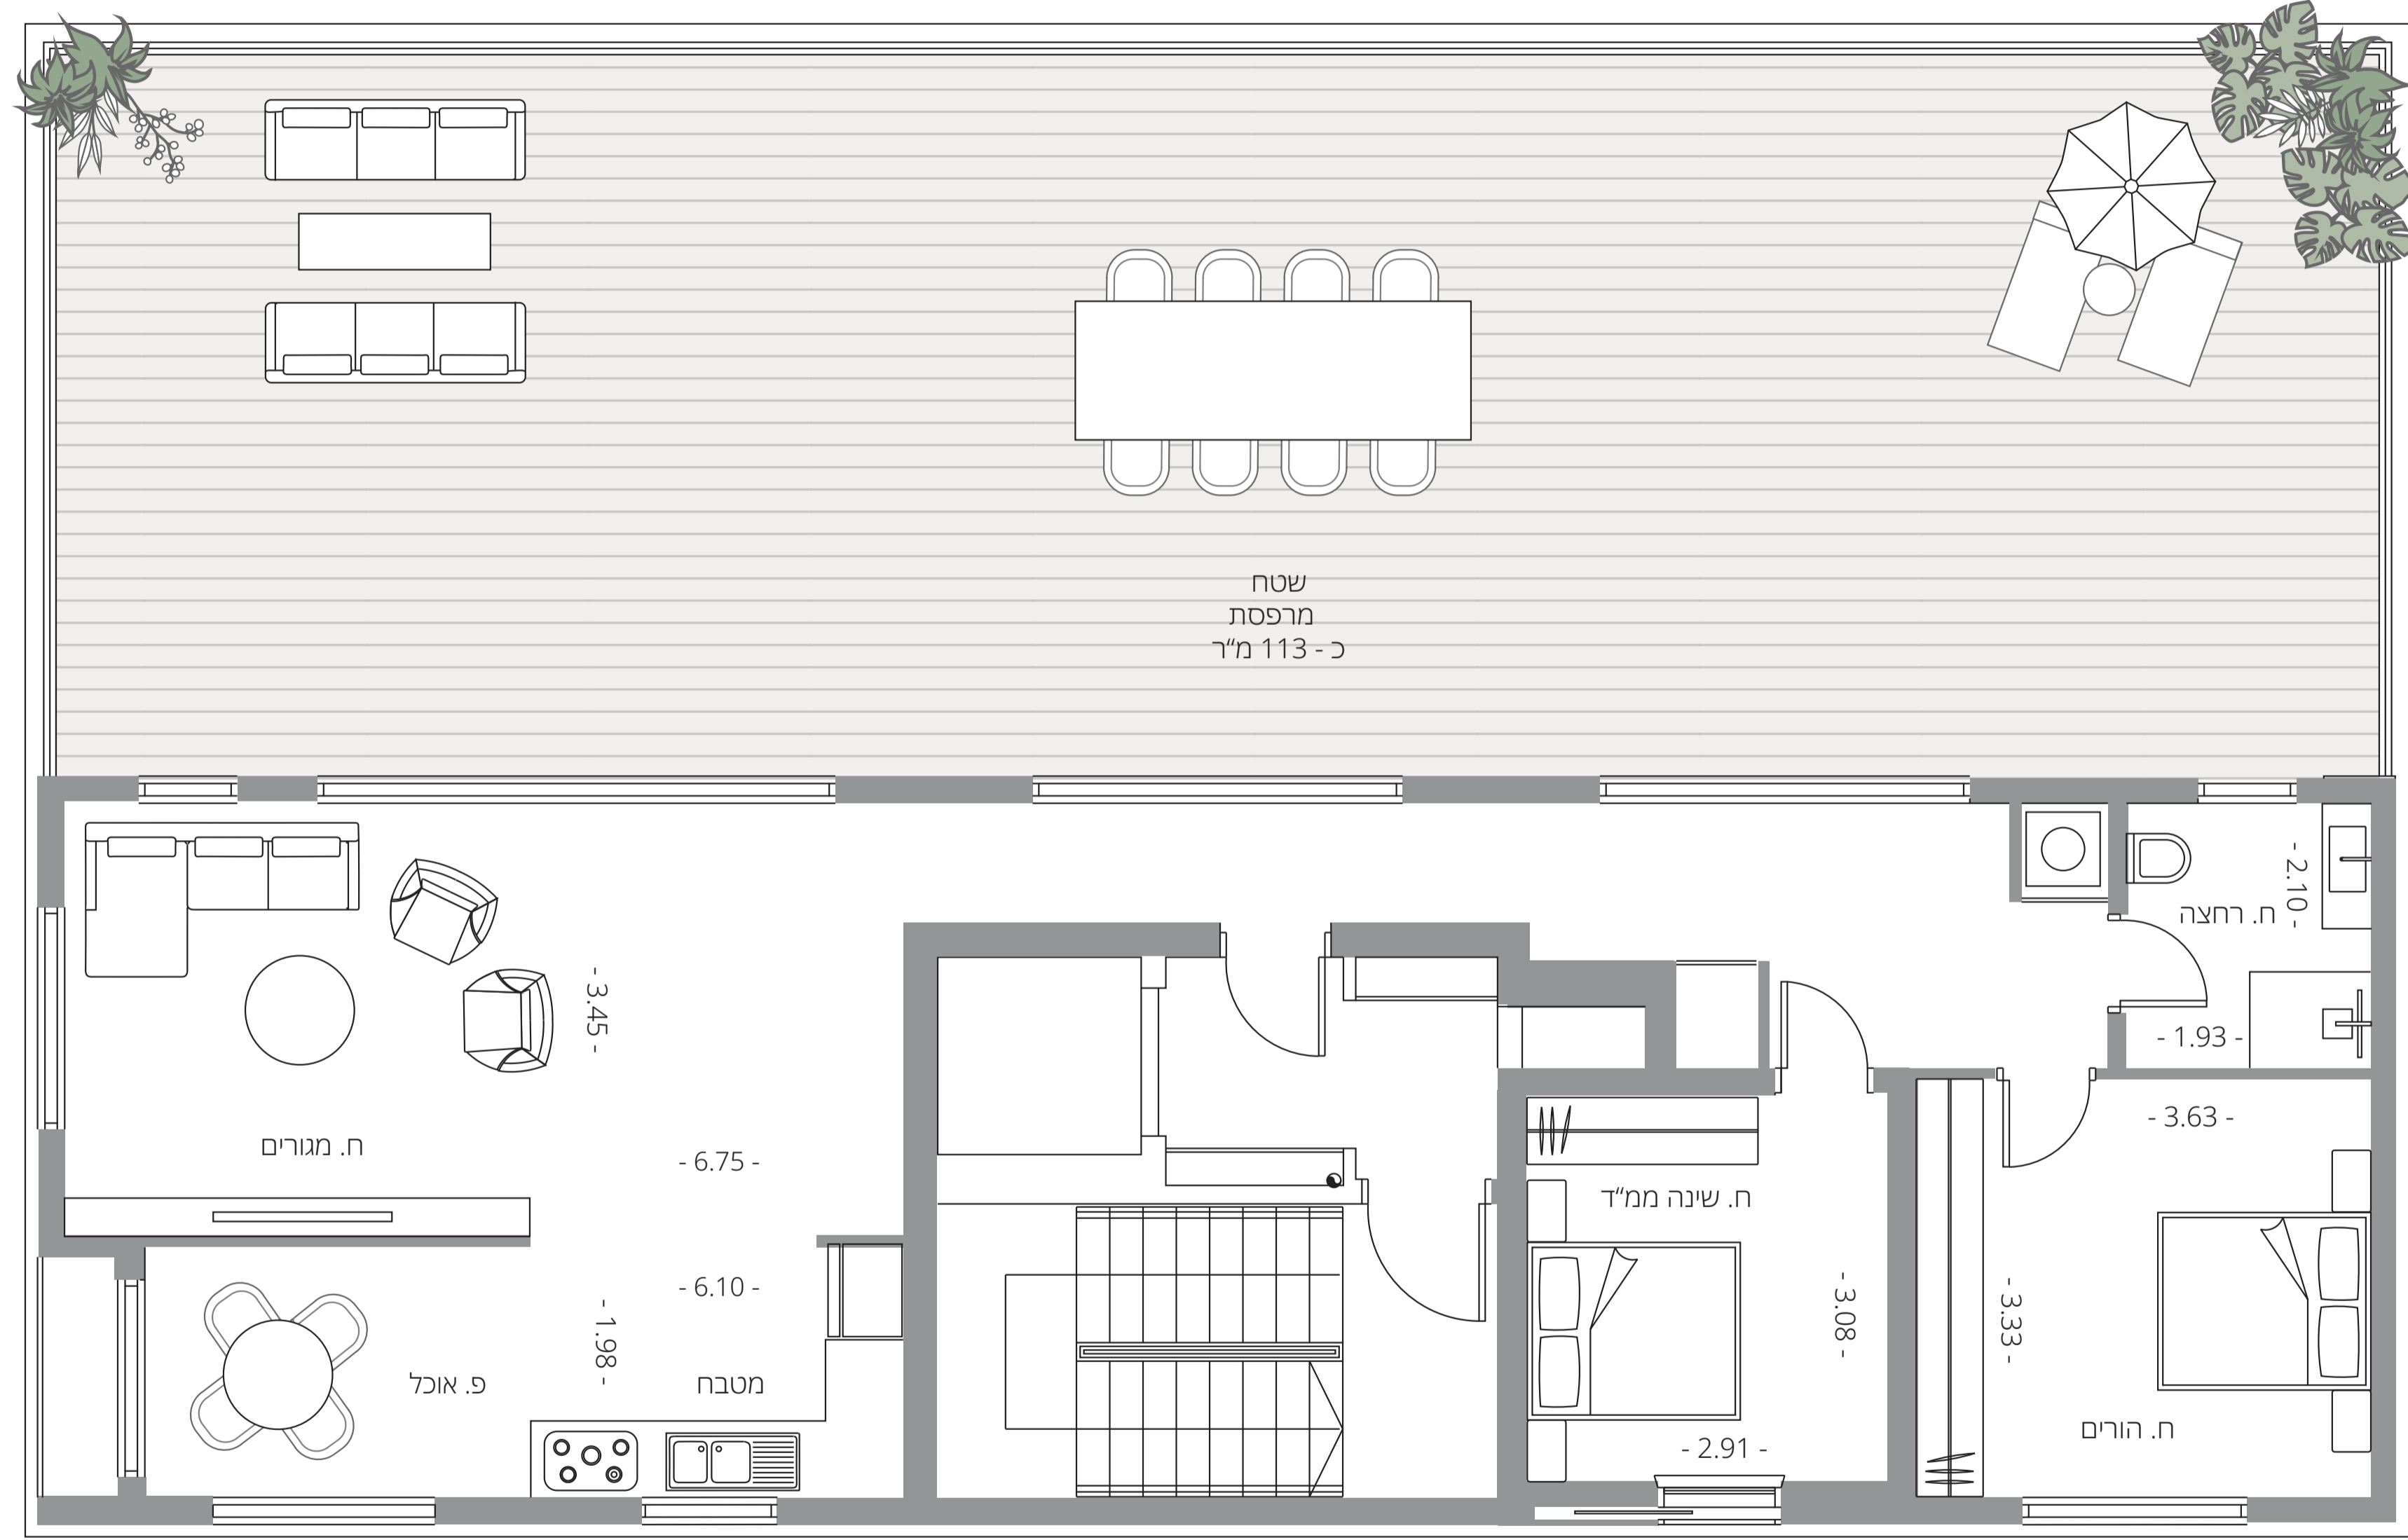 שטח
מרפסת
כ - 113 מ״ר
- 2.10 -
ח. רחצה
- 1.93 -
- 3.45 -
ח. מגורים
- 6.75 -
- 3.63 -
ח. שינה ממ״ד
- 6.10 -
- 1.98 -
- 3.08 -
- 3.33 -
פ. אוכל
מטבח
- 2.91 -
ח. הורים